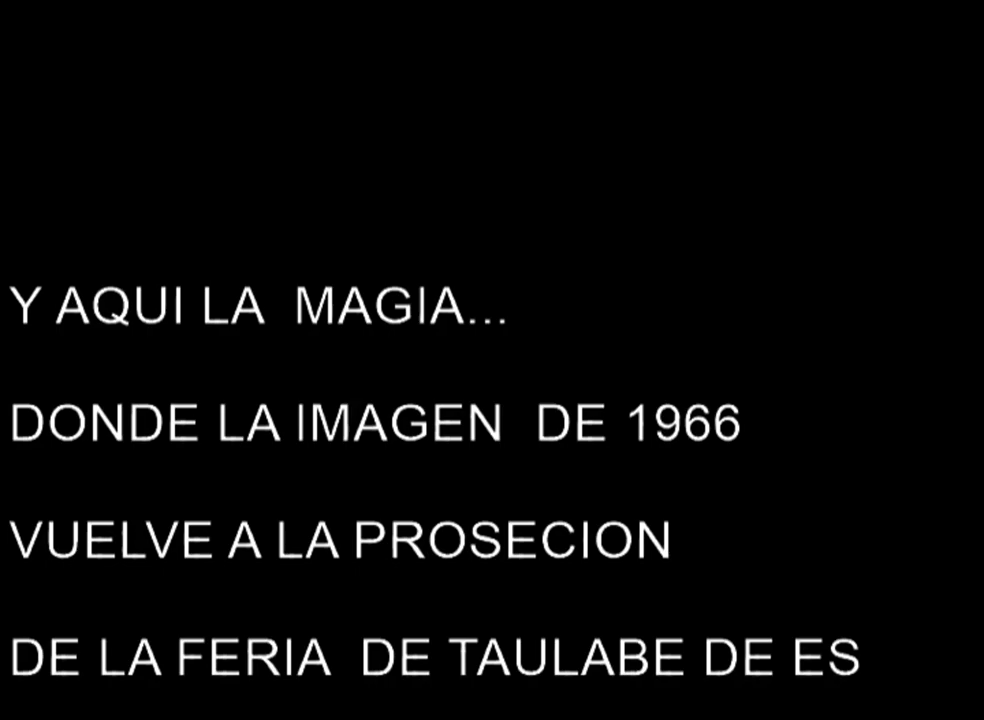 Y AQUI LA MAGIA...
DONDE LA IMAGEN DE 1966
VUELVE A LA PROSECION
DE LA FERIA DE TAULABE DE ES